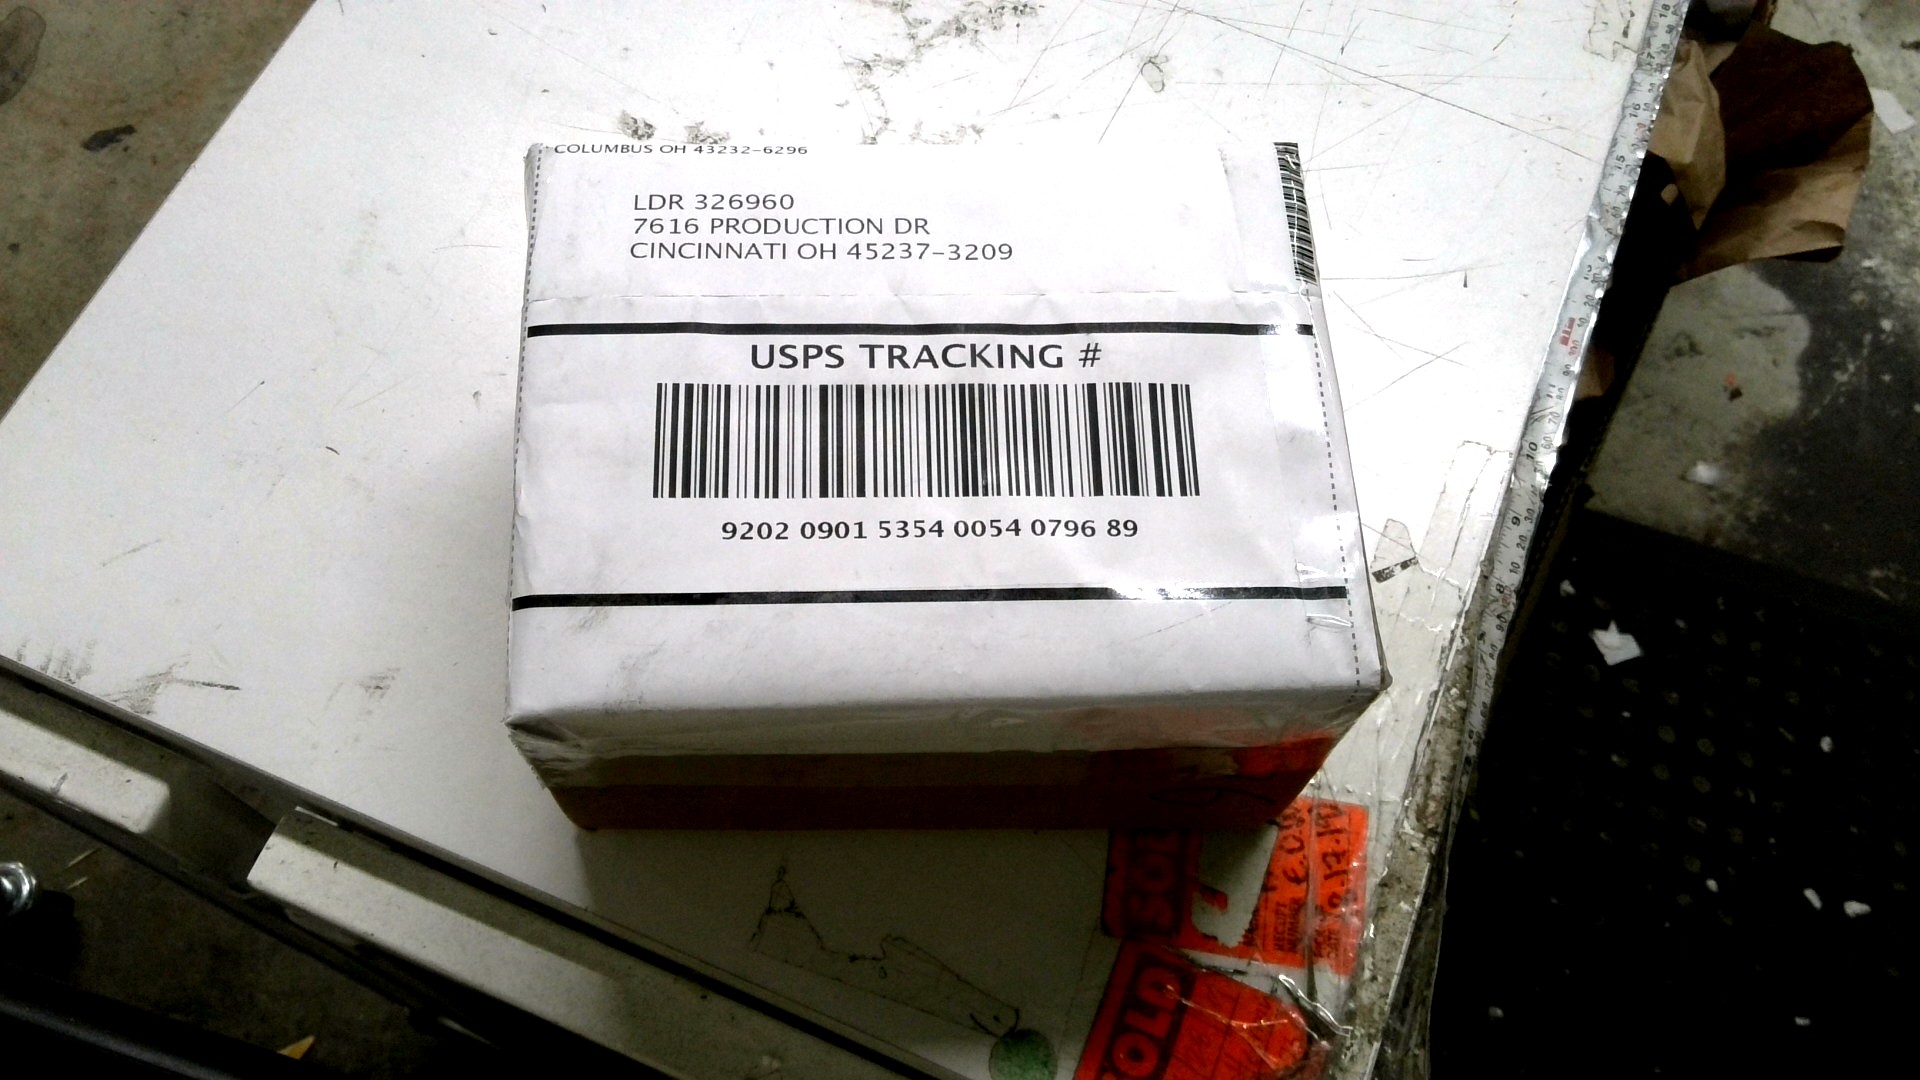 COLUMBUS OH 43232-6296
LDR 326960
7616 PRODUCTION DR
CINCINNATI OH 45237-3209
USPS TRACKING #
9202 0901 5354 0054 0796 89
SOLD